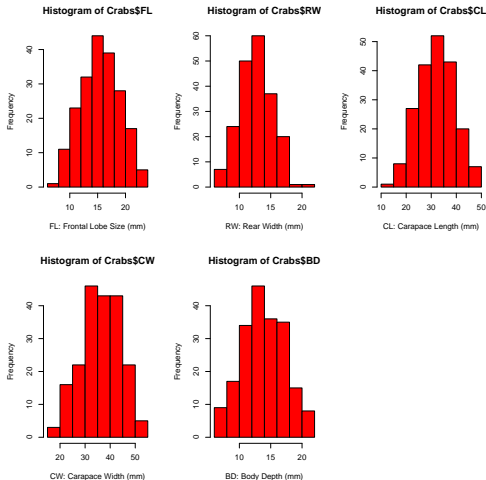 Histogram of Crabs$FL
Frequency
0 10 20 30 40
10 15 20
FL: Frontal Lobe Size (mm)
Histogram of Crabs$RW
Frequency
0 10 20 30 40 50 60
10 15 20
RW: Rear Width (mm)
Histogram of Crabs$CL
Frequency
0 10 20 30 40 50
10 20 30 40 50
CL: Carapace Length (mm)
Histogram of Crabs$CW
Frequency
0 10 20 30 40
20 30 40 50
CW: Carapace Width (mm)
Histogram of Crabs$BD
Frequency
0 10 20 30 40
10 15 20
BD: Body Depth (mm)